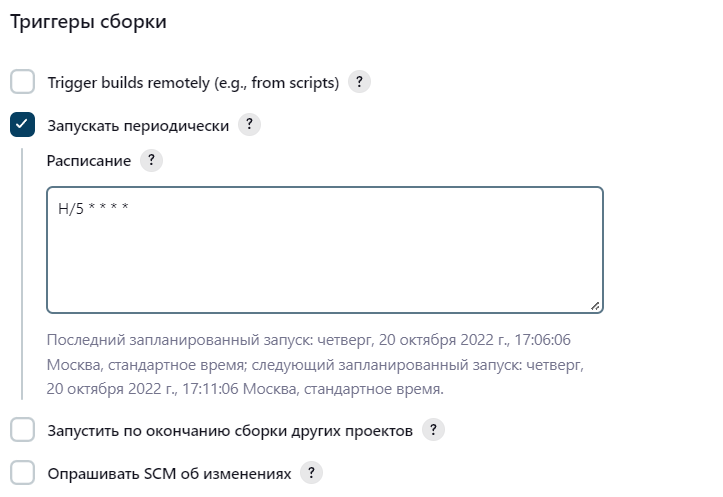 Триггеры сборки
Trigger builds remotely (e.g., from scripts) ?
Запускать периодически ?
Расписание ?
H/5 * * * *
Последний запланированный запуск: четверг, 20 октября 2022 г., 17:06:06
Москва, стандартное время; следующий запланированный запуск: четверг,
20 октября 2022 г., 17:11:06 Москва, стандартное время.
Запустить по окончанию сборки других проектов ?
Опрашивать SCM об изменениях ?